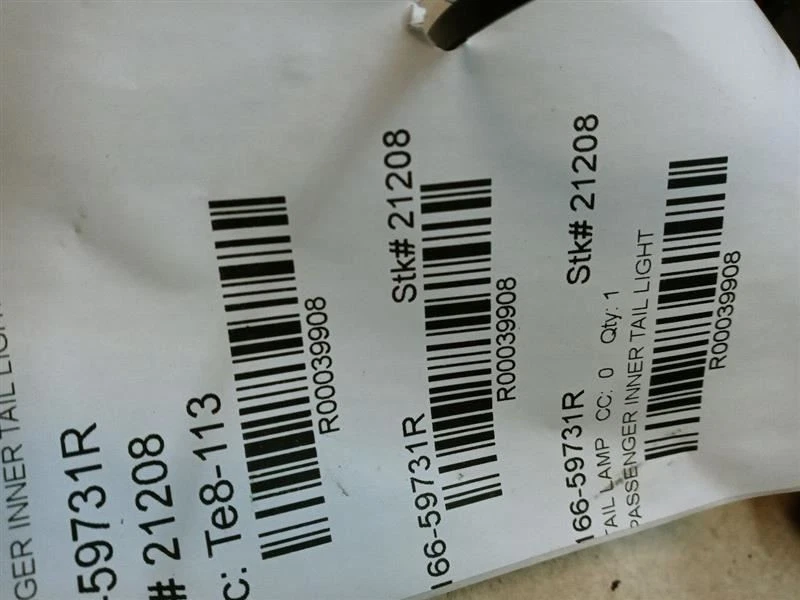 GER INNER TAIL LIGH
-59731R
# 21208
c: Te8-113
R00039908
166-59731R Stk# 21208
R00039908
166-59731R Stk# 21208
TAIL LAMP CC: 0 Qty: 1
PASSENGER INNER TAIL LIGHT
R00039908